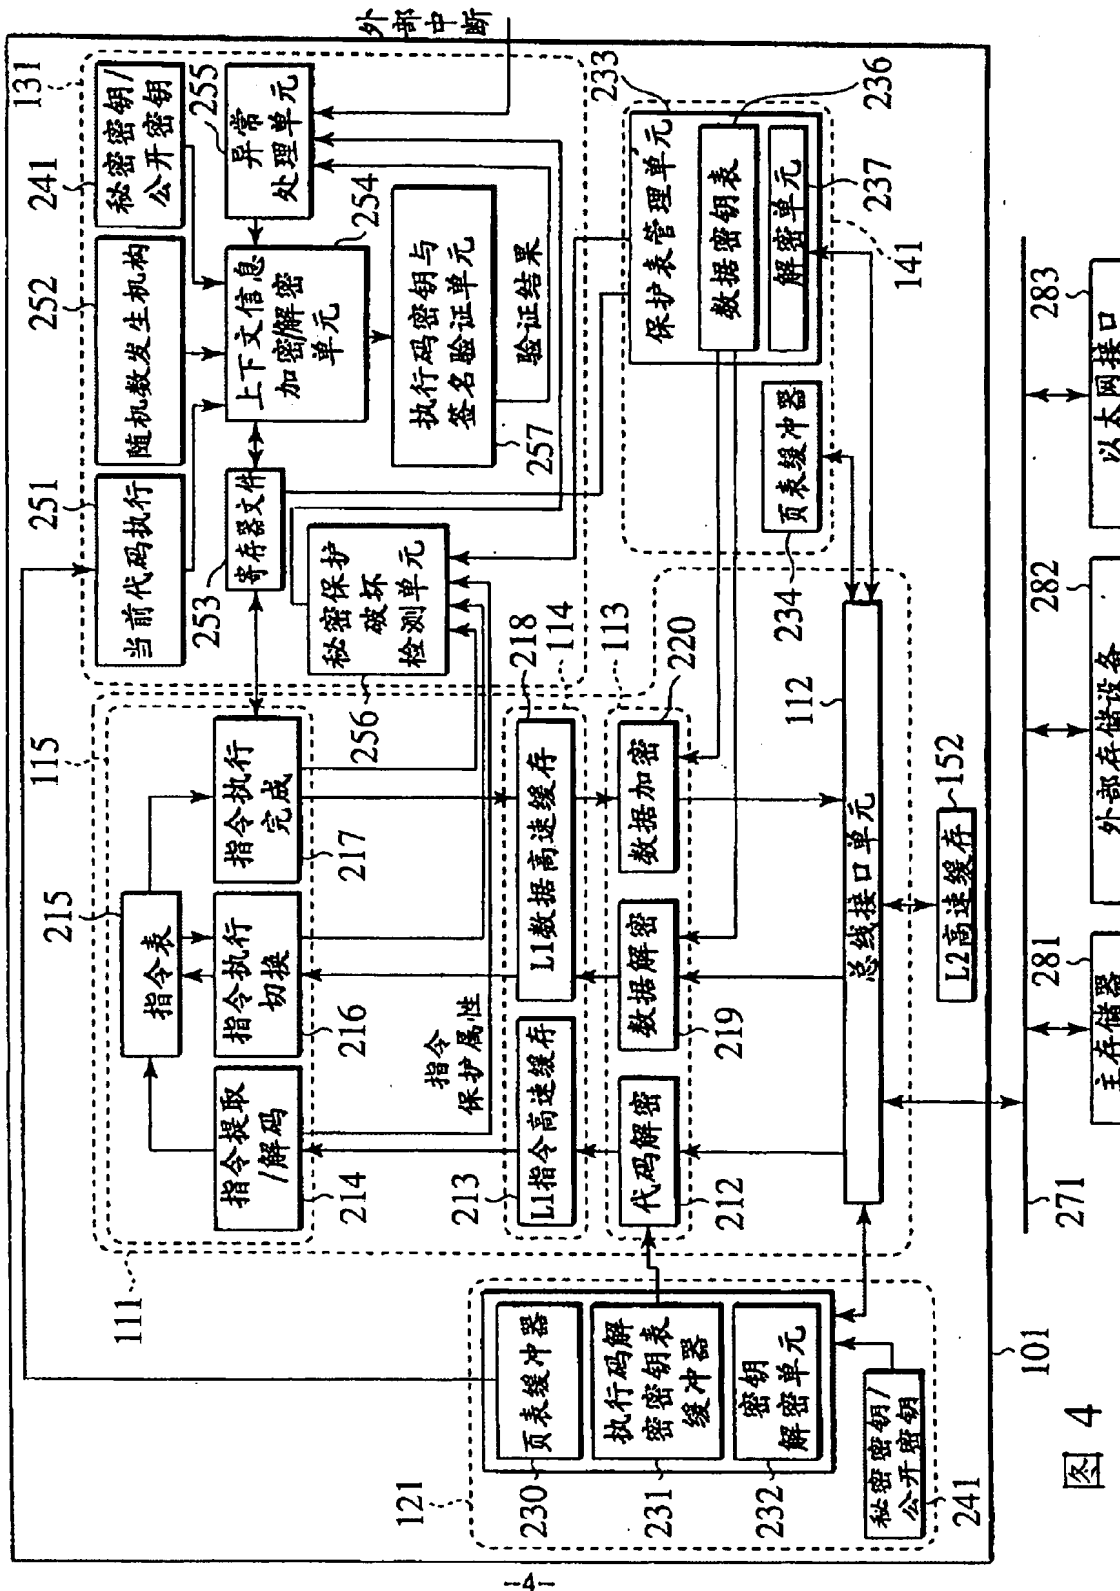 外部中断
131
241
秘密密钥/
公开密钥
255
异常
处理单元
252
随机数发生机构
254
上下文信息
加密/解密
单元
执行码密钥与
签名验证单元
257
验证结果
251
当前代码执行
253
寄存器文件
秘密保护
破坏
检测单元
256
233
保护表管理单元
236
数据密钥表
237
解密单元
141
页表缓冲器
234
115
215
指令表
指令执行
完成
217
指令执行
切换
216
指令提取
/解码
214
指令
保护属性
114
218
L1数据高速缓存
213
L1指令高速缓存
113
220
数据加密
数据解密
219
代码解密
212
112
总线接口单元
152
L2高速缓存
111
121
页表缓冲器
230
执行码解
密密钥表
缓冲器
231
密钥
解密单元
232
秘密密钥/
公开密钥
241
101
271
281
主存储器
282
外部存储设备
283
以太网接口
图 4
-4-